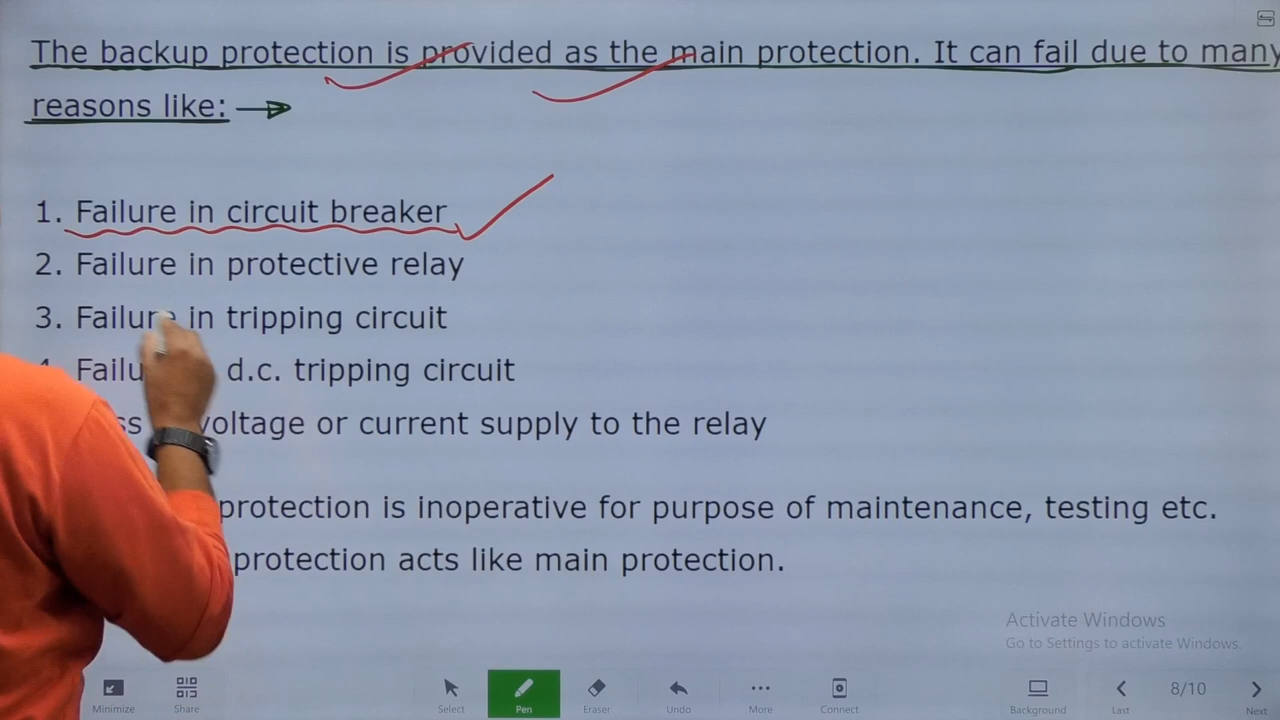 The backup protection is provided as the main protection. It can fail due to many
reasons like:
1. Failure in circuit breaker
2. Failure in protective relay
3. Failure in tripping circuit
d.c. tripping circuit
voltage or current supply to the relay
protection is inoperative for purpose of maintenance, testing etc.
protection acts like main protection.
Activate Windows
Go to Settings to activate Windows.
Minimize Share Select Pen Eraser Undo More Connect Background Last 8/10 Next